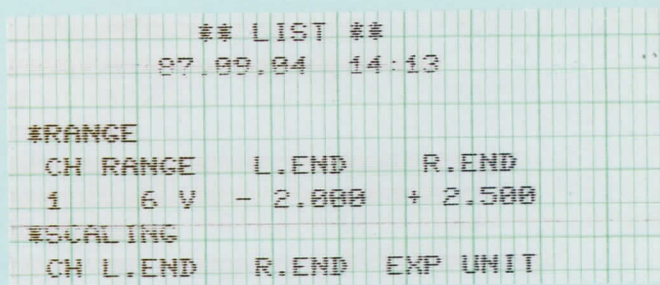 ** LIST **
87.09.04 14:13
*RANGE
CH RANGE L.END R.END
1 6 V - 2.000 + 2.500
*SCALING
CH L.END R.END EXP UNIT